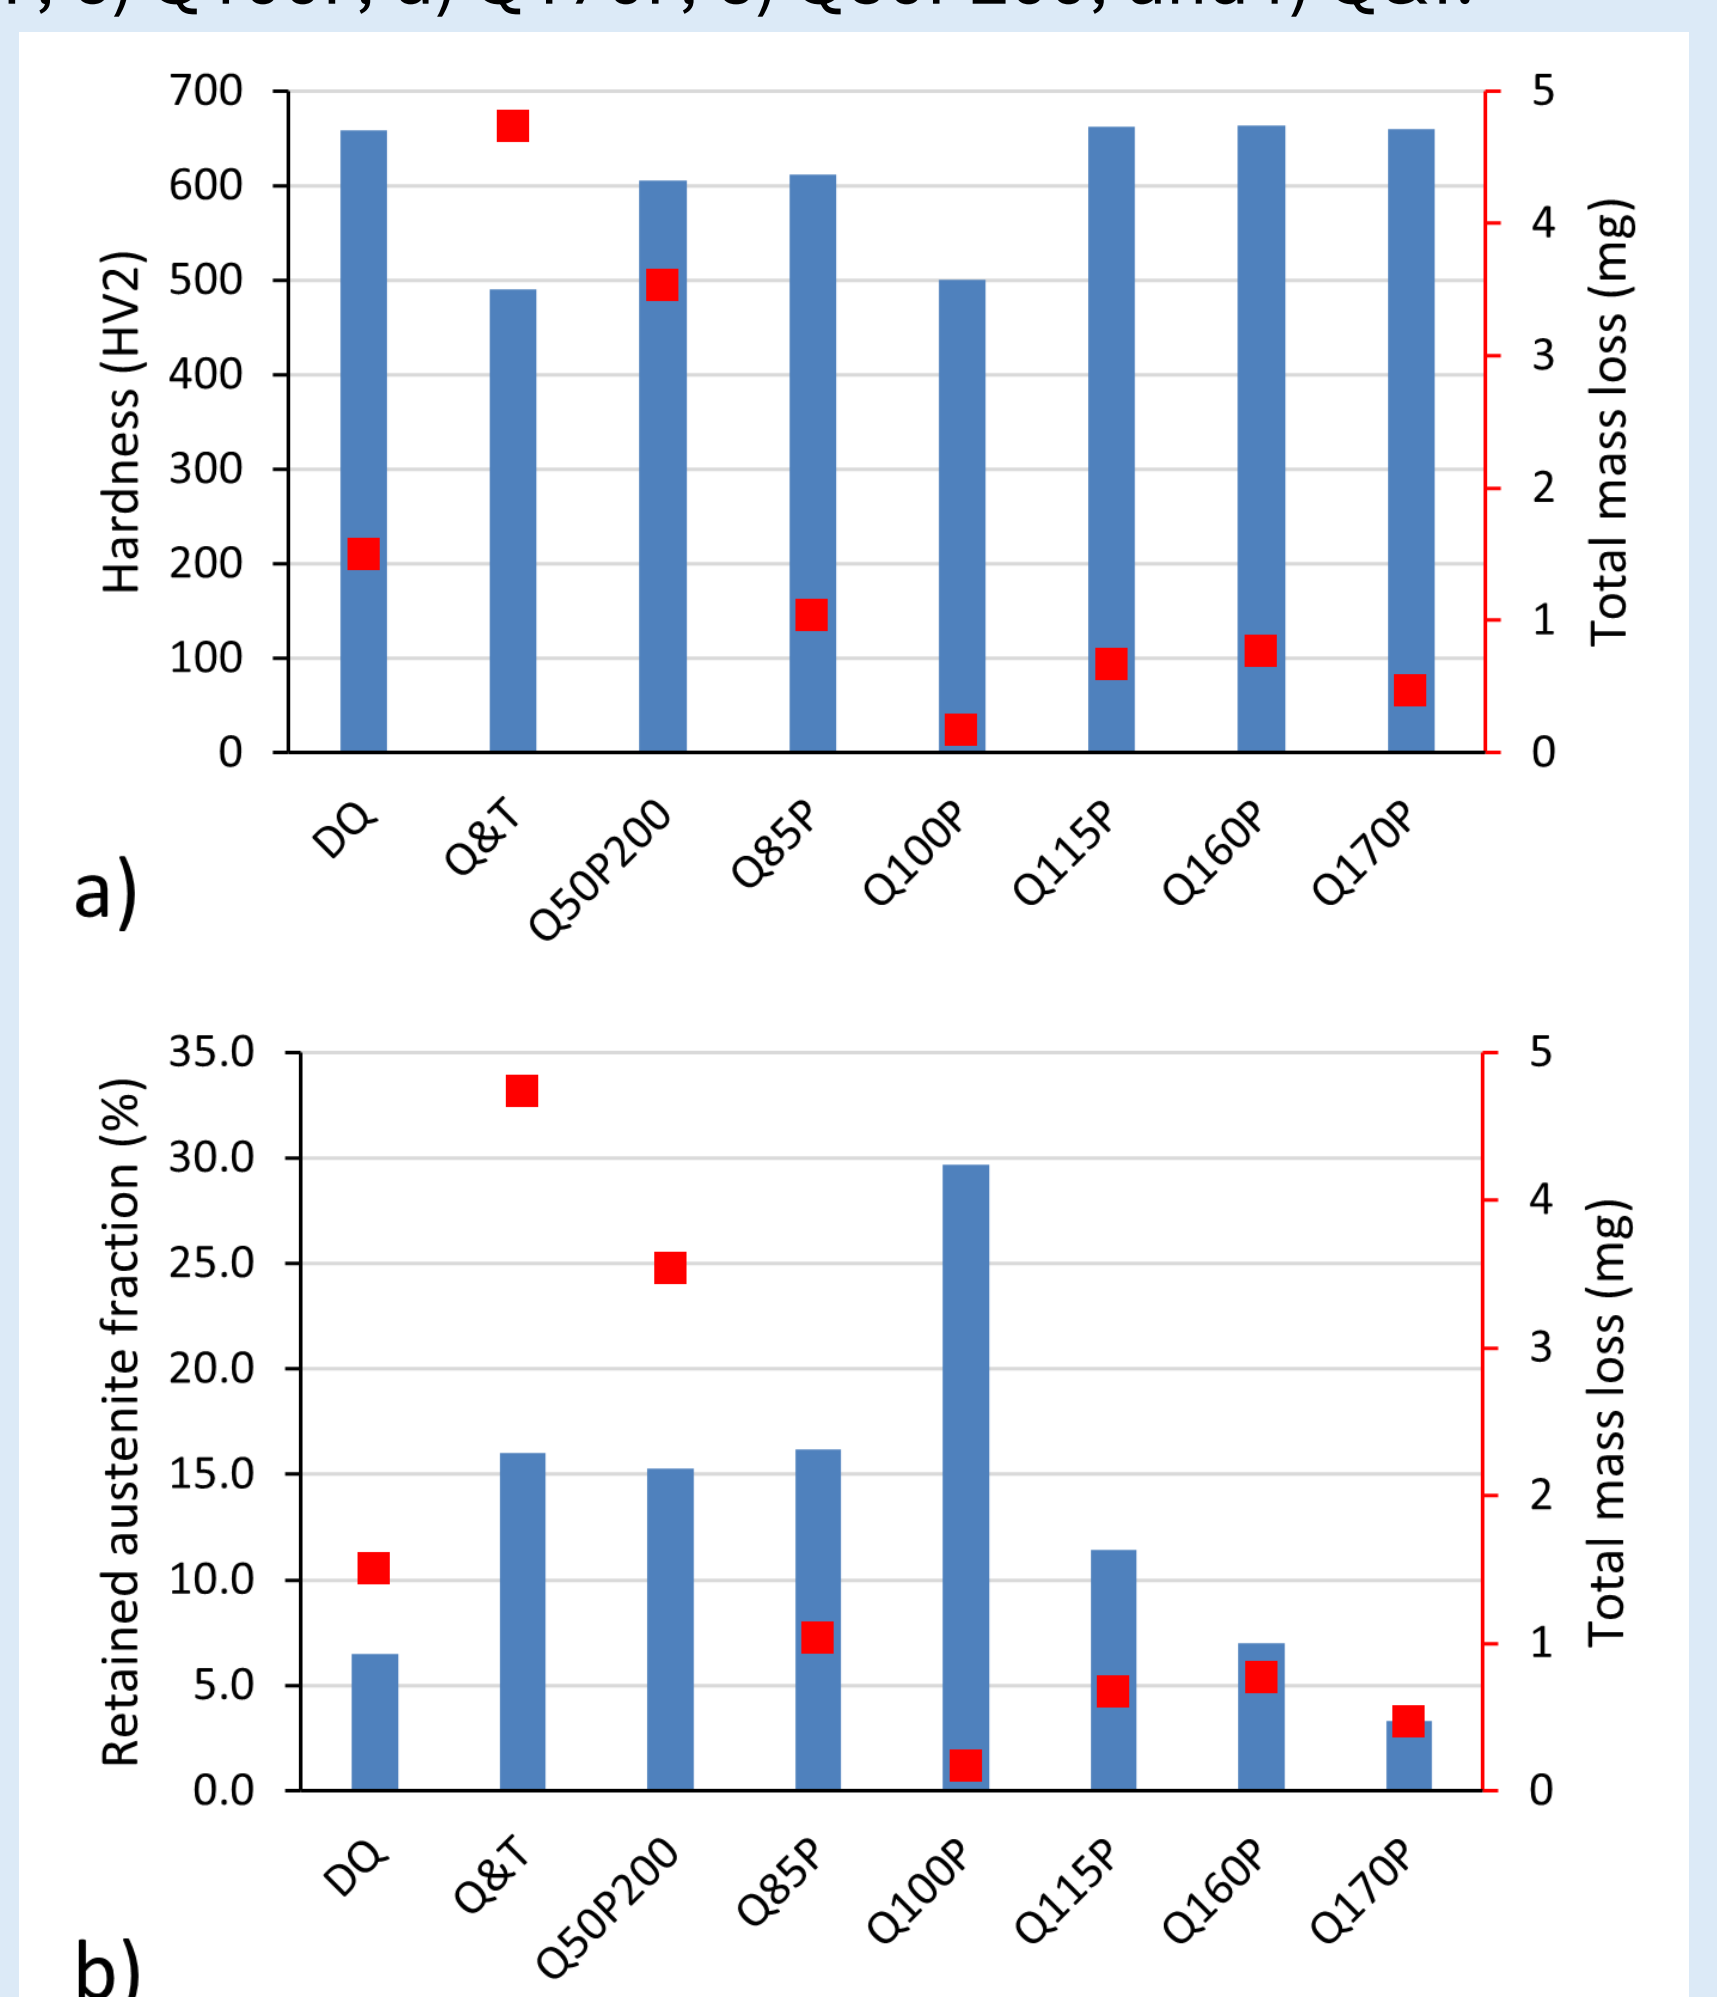 700
600
500
400
300
200
100
0
Hardness (HV2)
5
4
3
2
1
0
Total mass loss (mg)
DQ
Q&T
Q50P200
Q85P
Q100P
Q115P
Q160P
Q170P
a)
35.0
30.0
25.0
20.0
15.0
10.0
5.0
0.0
Retained austenite fraction (%)
5
4
3
2
1
0
Total mass loss (mg)
DQ
Q&T
Q50P200
Q85P
Q100P
Q115P
Q160P
Q170P
b)